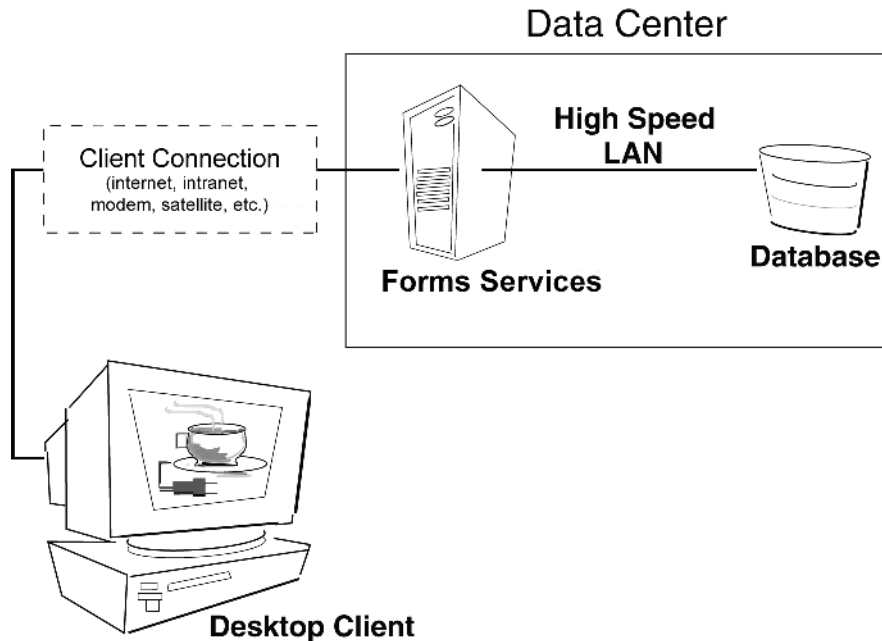 Data Center
High Speed
LAN
Client Connection
(internet, intranet,
modem, satellite, etc.)
Database
Forms Services
Desktop Client